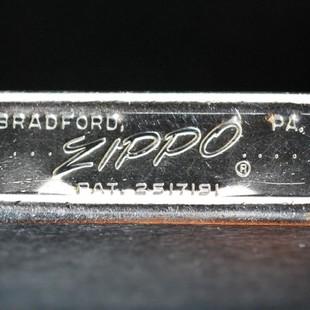 BRADFORD, ZIPPO PA.
.... ® ....
PAT. 2517191